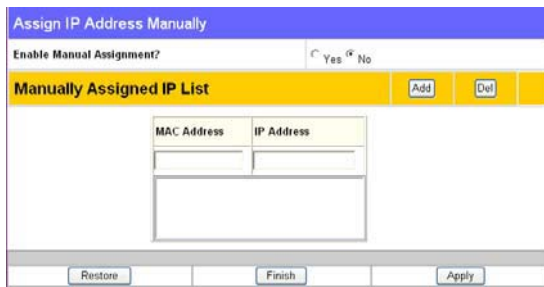 Assign IP Address Manually
Enable Manual Assignment? Yes No
Manually Assigned IP List Add Del
MAC Address IP Address
Restore Finish Apply